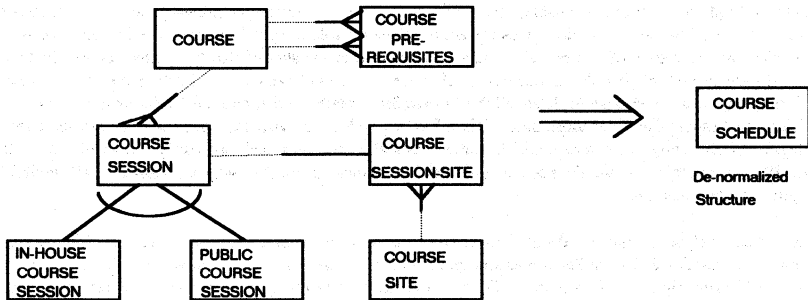 COURSE
COURSE
PRE-
REQUISITES
COURSE
SESSION
COURSE
SESSION-SITE
COURSE
SCHEDULE
De-normalized
Structure
IN-HOUSE
COURSE
SESSION
PUBLIC
COURSE
SESSION
COURSE
SITE